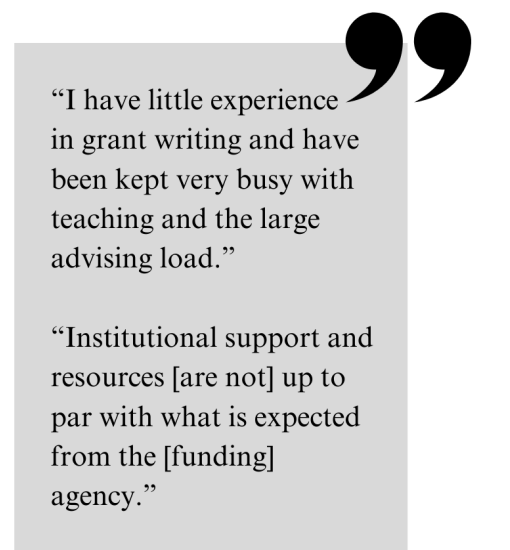 “I have little experience
in grant writing and have
been kept very busy with
teaching and the large
advising load.”
“Institutional support and
resources [are not] up to
par with what is expected
from the [funding]
agency.”